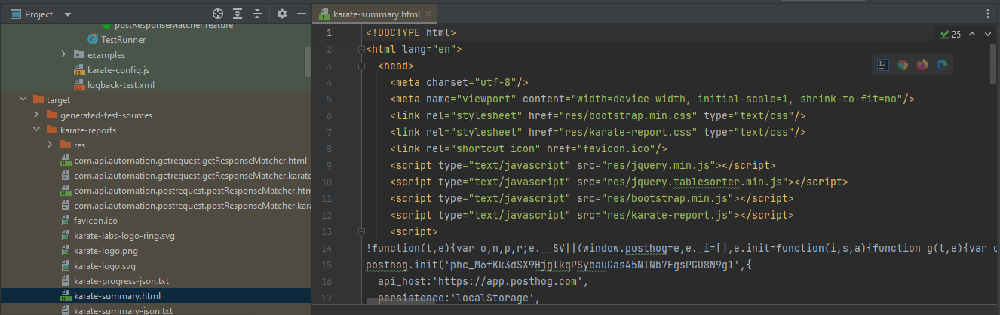 Project
postResponseMatcher.feature
TestRunner
examples
karate-config.js
logback-test.xml
target
generated-test-sources
karate-reports
res
com.api.automation.getrequest.getResponseMatcher.html
com.api.automation.getrequest.getResponseMatcher.karate
com.api.automation.postrequest.postResponseMatcher.htm
com.api.automation.postrequest.postResponseMatcher.kara
favicon.ico
karate-labs-logo-ring.svg
karate-logo.png
karate-logo.svg
karate-progress-json.txt
karate-summary.html
karate-summary-json.txt
karate-summary.html
25
1 <!DOCTYPE html>
2 <html lang="en">
3 <head>
4 <meta charset="utf-8"/>
5 <meta name="viewport" content="width=device-width, initial-scale=1, shrink-to-fit=no"/>
6 <link rel="stylesheet" href="res/bootstrap.min.css" type="text/css"/>
7 <link rel="stylesheet" href="res/karate-report.css" type="text/css"/>
8 <link rel="shortcut icon" href="favicon.ico"/>
9 <script type="text/javascript" src="res/jquery.min.js"></script>
10 <script type="text/javascript" src="res/jquery.tablesorter.min.js"></script>
11 <script type="text/javascript" src="res/bootstrap.min.js"></script>
12 <script type="text/javascript" src="res/karate-report.js"></script>
13 <script>
14 !function(t,e){var o,n,p,r;e.__SV||(window.posthog=e,e._i=[],e.init=function(i,s,a){function g(t,e){var o
15 posthog.init('phc_M6fKk3dSX9HjglkqPSybauGas45NINb7EgsPGU8N9g1',{
16 api_host:'https://app.posthog.com',
17 persistence:'localStorage',